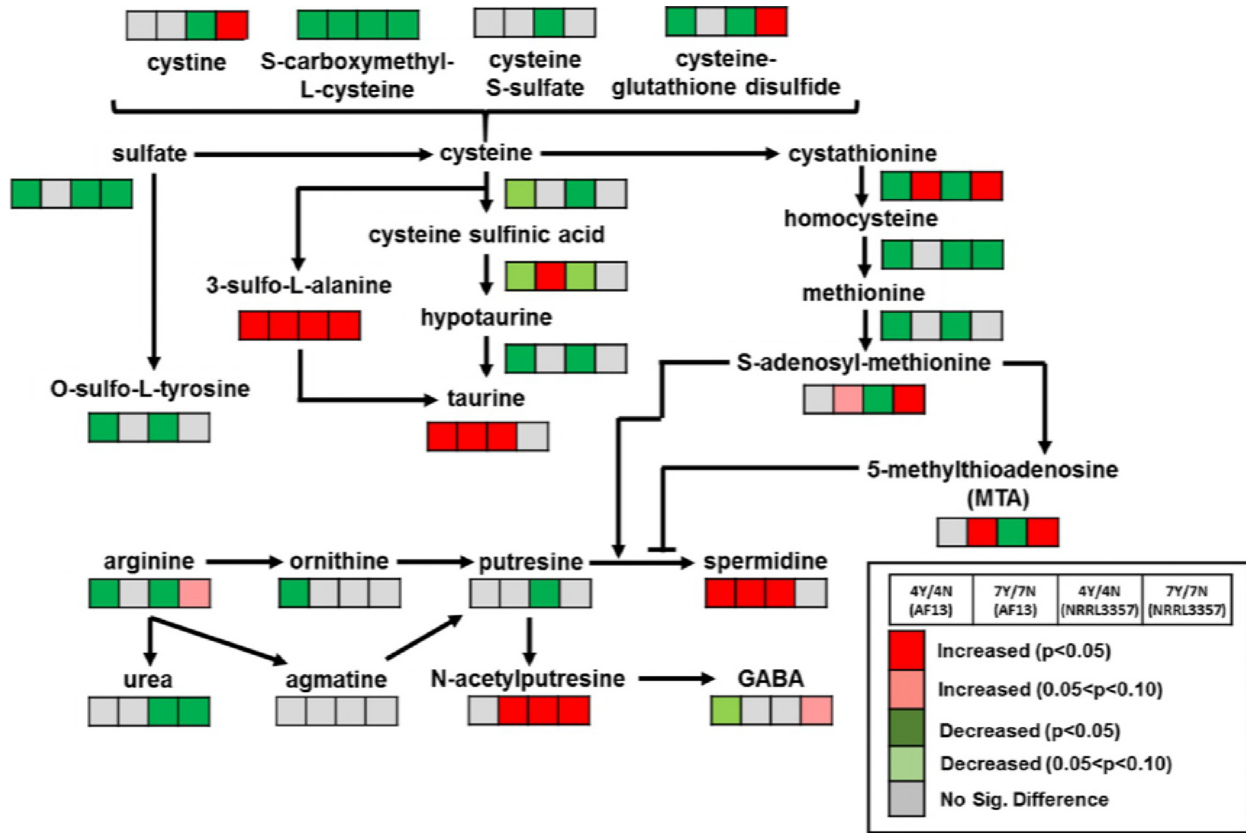 cystine
S-carboxymethyl-
L-cysteine
cysteine
S-sulfate
cysteine-
glutathione disulfide
sulfate
cysteine
cystathionine
homocysteine
cysteine sulfinic acid
3-sulfo-L-alanine
methionine
hypotaurine
S-adenosyl-methionine
O-sulfo-L-tyrosine
taurine
5-methylthioadenosine
(MTA)
arginine
ornithine
putresine
spermidine
urea
agmatine
N-acetylputresine
GABA
4Y/4N
(AF13)
7Y/7N
(AF13)
4Y/4N
(NRRL3357)
7Y/7N
(NRRL3357)
Increased (p<0.05)
Increased (0.05<p<0.10)
Decreased (p<0.05)
Decreased (0.05<p<0.10)
No Sig. Difference